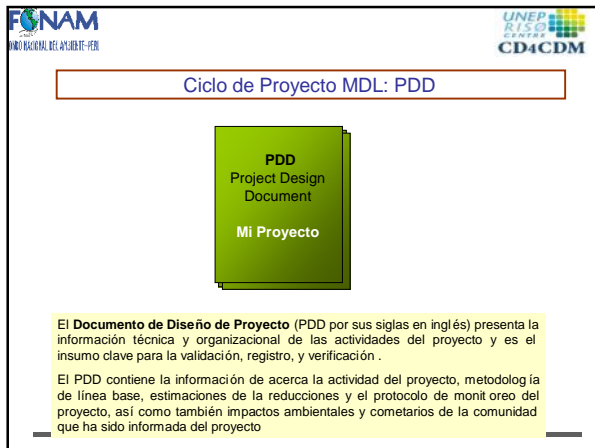 FONAM
FONDO NACIONAL DEL AMBIENTE-PERÚ
UNEP
RISØ
CENTRE
CD4CDM
Ciclo de Proyecto MDL: PDD
PDD
Project Design
Document
Mi Proyecto
El Documento de Diseño de Proyecto (PDD por sus siglas en inglés) presenta la
información técnica y organizacional de las actividades del proyecto y es el
insumo clave para la validación, registro, y verificación .
El PDD contiene la información de acerca la actividad del proyecto, metodolog ía
de línea base, estimaciones de la reducciones y el protocolo de monit oreo del
proyecto, así como también impactos ambientales y cometarios de la comunidad
que ha sido informada del proyecto